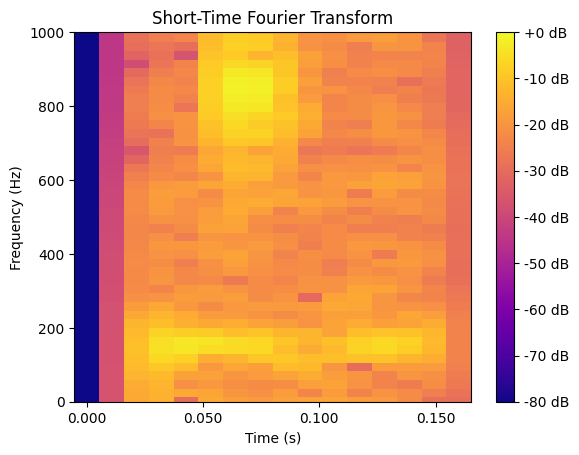 Short-Time Fourier Transform
1000
800
600
400
200
0
Frequency (Hz)
0.000
0.050
0.100
0.150
Time (s)
+0 dB
-10 dB
-20 dB
-30 dB
-40 dB
-50 dB
-60 dB
-70 dB
-80 dB